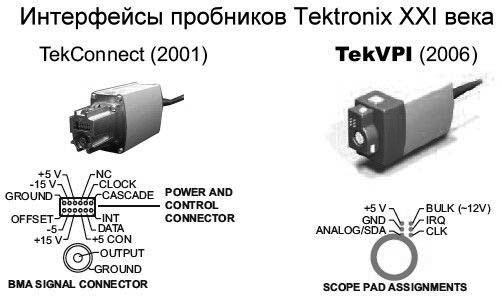 Интерфейсы пробников Tektronix XXI века
TekConnect (2001)
TekVPI (2006)
+5 V
NC
-15 V
CLOCK
GROUND
CASCADE
POWER AND
CONTROL
CONNECTOR
OFFSET
INT
-5
DATA
+15 V
+5 CON
OUTPUT
GROUND
BMA SIGNAL CONNECTOR
+5 V
BULK (~12V)
GND
IRQ
ANALOG/SDA
CLK
SCOPE PAD ASSIGNMENTS